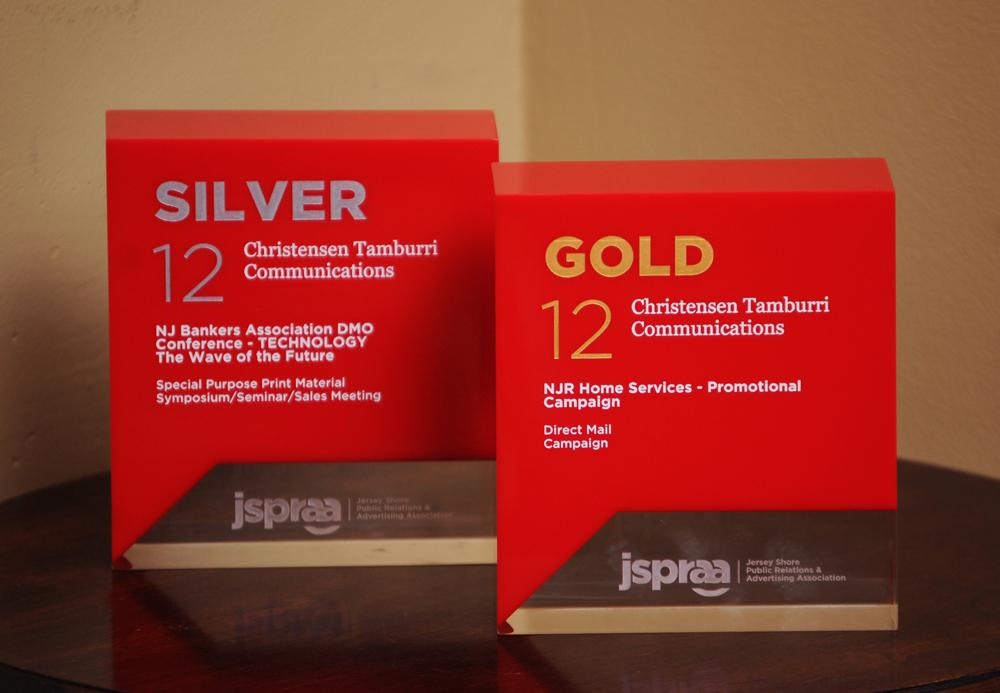 SILVER
12
Christensen Tamburri
Communications
NJ Bankers Association DMO
Conference - TECHNOLOGY
The Wave of the Future
Special Purpose Print Material
Symposium/Seminar/Sales Meeting
jspraa
Jersey Shore
Public Relations &
Advertising Association
GOLD
12
Christensen Tamburri
Communications
NJR Home Services - Promotional
Campaign
Direct Mail
Campaign
jspraa
Jersey Shore
Public Relations &
Advertising Association